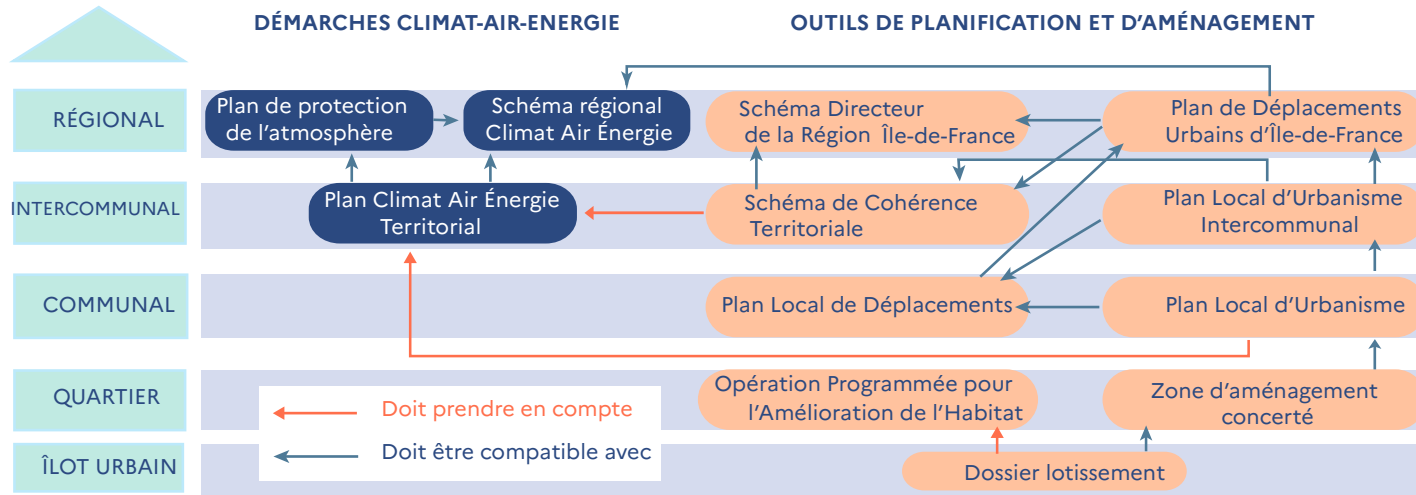 DÉMARCHES CLIMAT-AIR-ENERGIE
OUTILS DE PLANIFICATION ET D'AMÉNAGEMENT
RÉGIONAL
Plan de protection
de l'atmosphère
Schéma régional
Climat Air Énergie
Schéma Directeur
de la Région Île-de-France
Plan de Déplacements
Urbains d'Île-de-France
INTERCOMMUNAL
Plan Climat Air Énergie
Territorial
Schéma de Cohérence
Territoriale
Plan Local d'Urbanisme
Intercommunal
COMMUNAL
Plan Local de Déplacements
Plan Local d'Urbanisme
QUARTIER
Opération Programmée pour
l'Amélioration de l'Habitat
Zone d'aménagement
concerté
Doit prendre en compte
Doit être compatible avec
ÎLOT URBAIN
Dossier lotissement